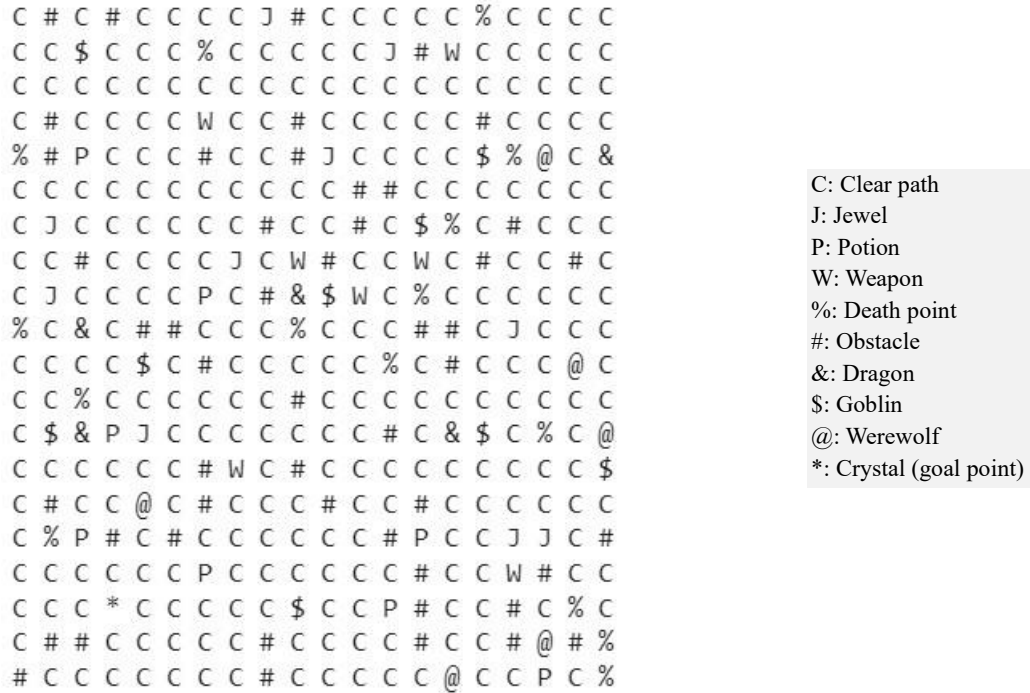 C # C # C C C C J # C C C C C % C C C C
C C $ C C C % C C C C C J # W C C C C C
C C C C C C C C C C C C C C C C C C C C
C # C C C C W C C # C C C C C # C C C C
% # P C C C # C C # J C C C C $ % @ C &
C C C C C C C C C C C # # C C C C C C C
C J C C C C C C # C C # C $ % C # C C C
C C # C C C C J C W # C C W C # C C # C
C J C C C C P C # & $ W C % C C C C C C
% C & C # # C C C % C C C # # C J C C C
C C C C $ C # C C C C C % C # C C C @ C
C C % C C C C C C # C C C C C C C C C C
C $ & P J C C C C C C C # C & $ C % C @
C C C C C C # W C # C C C C C C C C C $
C # C C @ C # C C C # C C # C C C C C C
C % P # C # C C C C C C # P C C J J C #
C C C C C C P C C C C C C # C C W # C C
C C C * C C C C C $ C C P # C C # C % C
C # # C C C C C # C C C C # C C # @ # %
# C C C C C C C # C C C C C @ C C P C %
C: Clear path
J: Jewel
P: Potion
W: Weapon
%: Death point
#: Obstacle
&: Dragon
$: Goblin
@: Werewolf
*: Crystal (goal point)